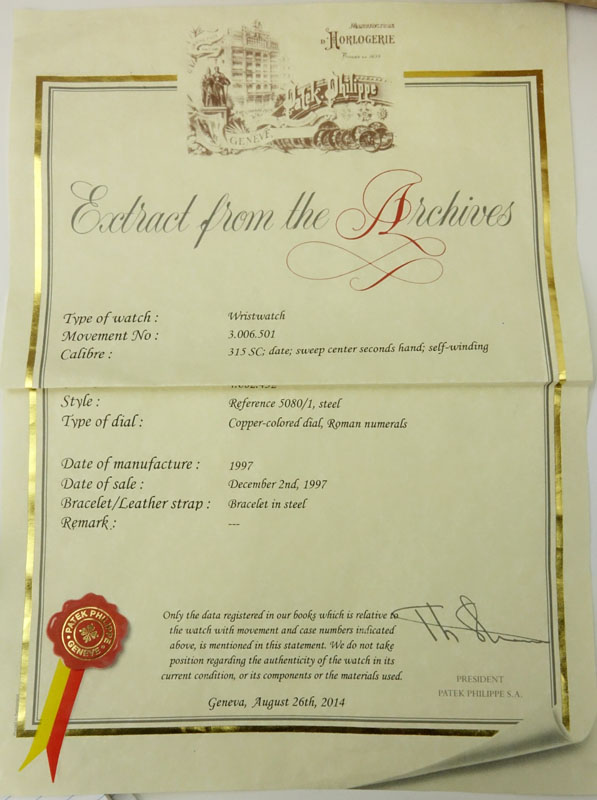 MANUFACTURE
D'HORLOGERIE
Patek Philippe
GENÈVE
Extract from the Archives
Type of watch : Wristwatch
Movement No : 3.006.501
Calibre : 315 SC; date; sweep center seconds hand; self-winding
Style : Reference 5080/1, steel
Type of dial : Copper-colored dial, Roman numerals
Date of manufacture : 1997
Date of sale : December 2nd, 1997
Bracelet/Leather strap : Bracelet in steel
Remark : ---
Only the data registered in our books which is relative to
the watch with movement and case numbers indicated
above, is mentioned in this statement. We do not take
position regarding the authenticity of the watch in its
current condition, or its components or the materials used.
Geneva, August 26th, 2014
PRESIDENT
PATEK PHILIPPE S.A.
PATEK PHILIPPE
GENEVE